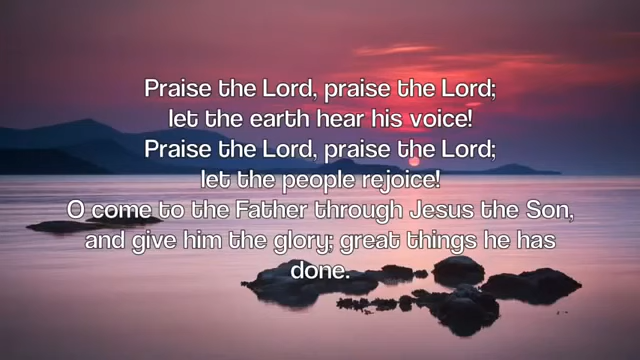 Praise the Lord, praise the Lord;
let the earth hear his voice!
Praise the Lord, praise the Lord;
let the people rejoice!
O come to the Father through Jesus the Son,
and give him the glory; great things he has
done.